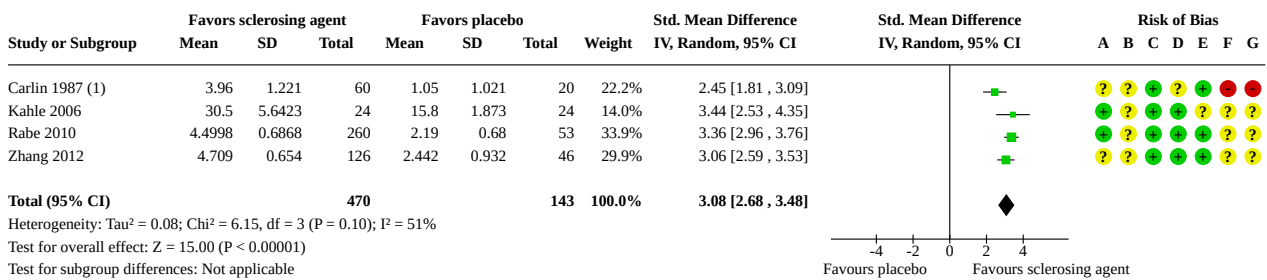 Favors sclerosing agent Favors placebo Std. Mean Difference Std. Mean Difference Risk of Bias
Study or Subgroup Mean SD Total Mean SD Total Weight IV, Random, 95% CI IV, Random, 95% CI A B C D E F G
Carlin 1987 (1) 3.96 1.221 60 1.05 1.021 20 22.2% 2.45 [1.81 , 3.09] ? ? + ? + - -
Kahle 2006 30.5 5.6423 24 15.8 1.873 24 14.0% 3.44 [2.53 , 4.35] + ? + + ? ? ?
Rabe 2010 4.4998 0.6868 260 2.19 0.68 53 33.9% 3.36 [2.96 , 3.76] + ? + + + ? ?
Zhang 2012 4.709 0.654 126 2.442 0.932 46 29.9% 3.06 [2.59 , 3.53] ? ? + + + ? ?
Total (95% CI) 470 143 100.0% 3.08 [2.68 , 3.48]
Heterogeneity: Tau² = 0.08; Chi² = 6.15, df = 3 (P = 0.10); I² = 51%
Test for overall effect: Z = 15.00 (P < 0.00001) -4 -2 0 2 4
Test for subgroup differences: Not applicable Favours placebo Favours sclerosing agent